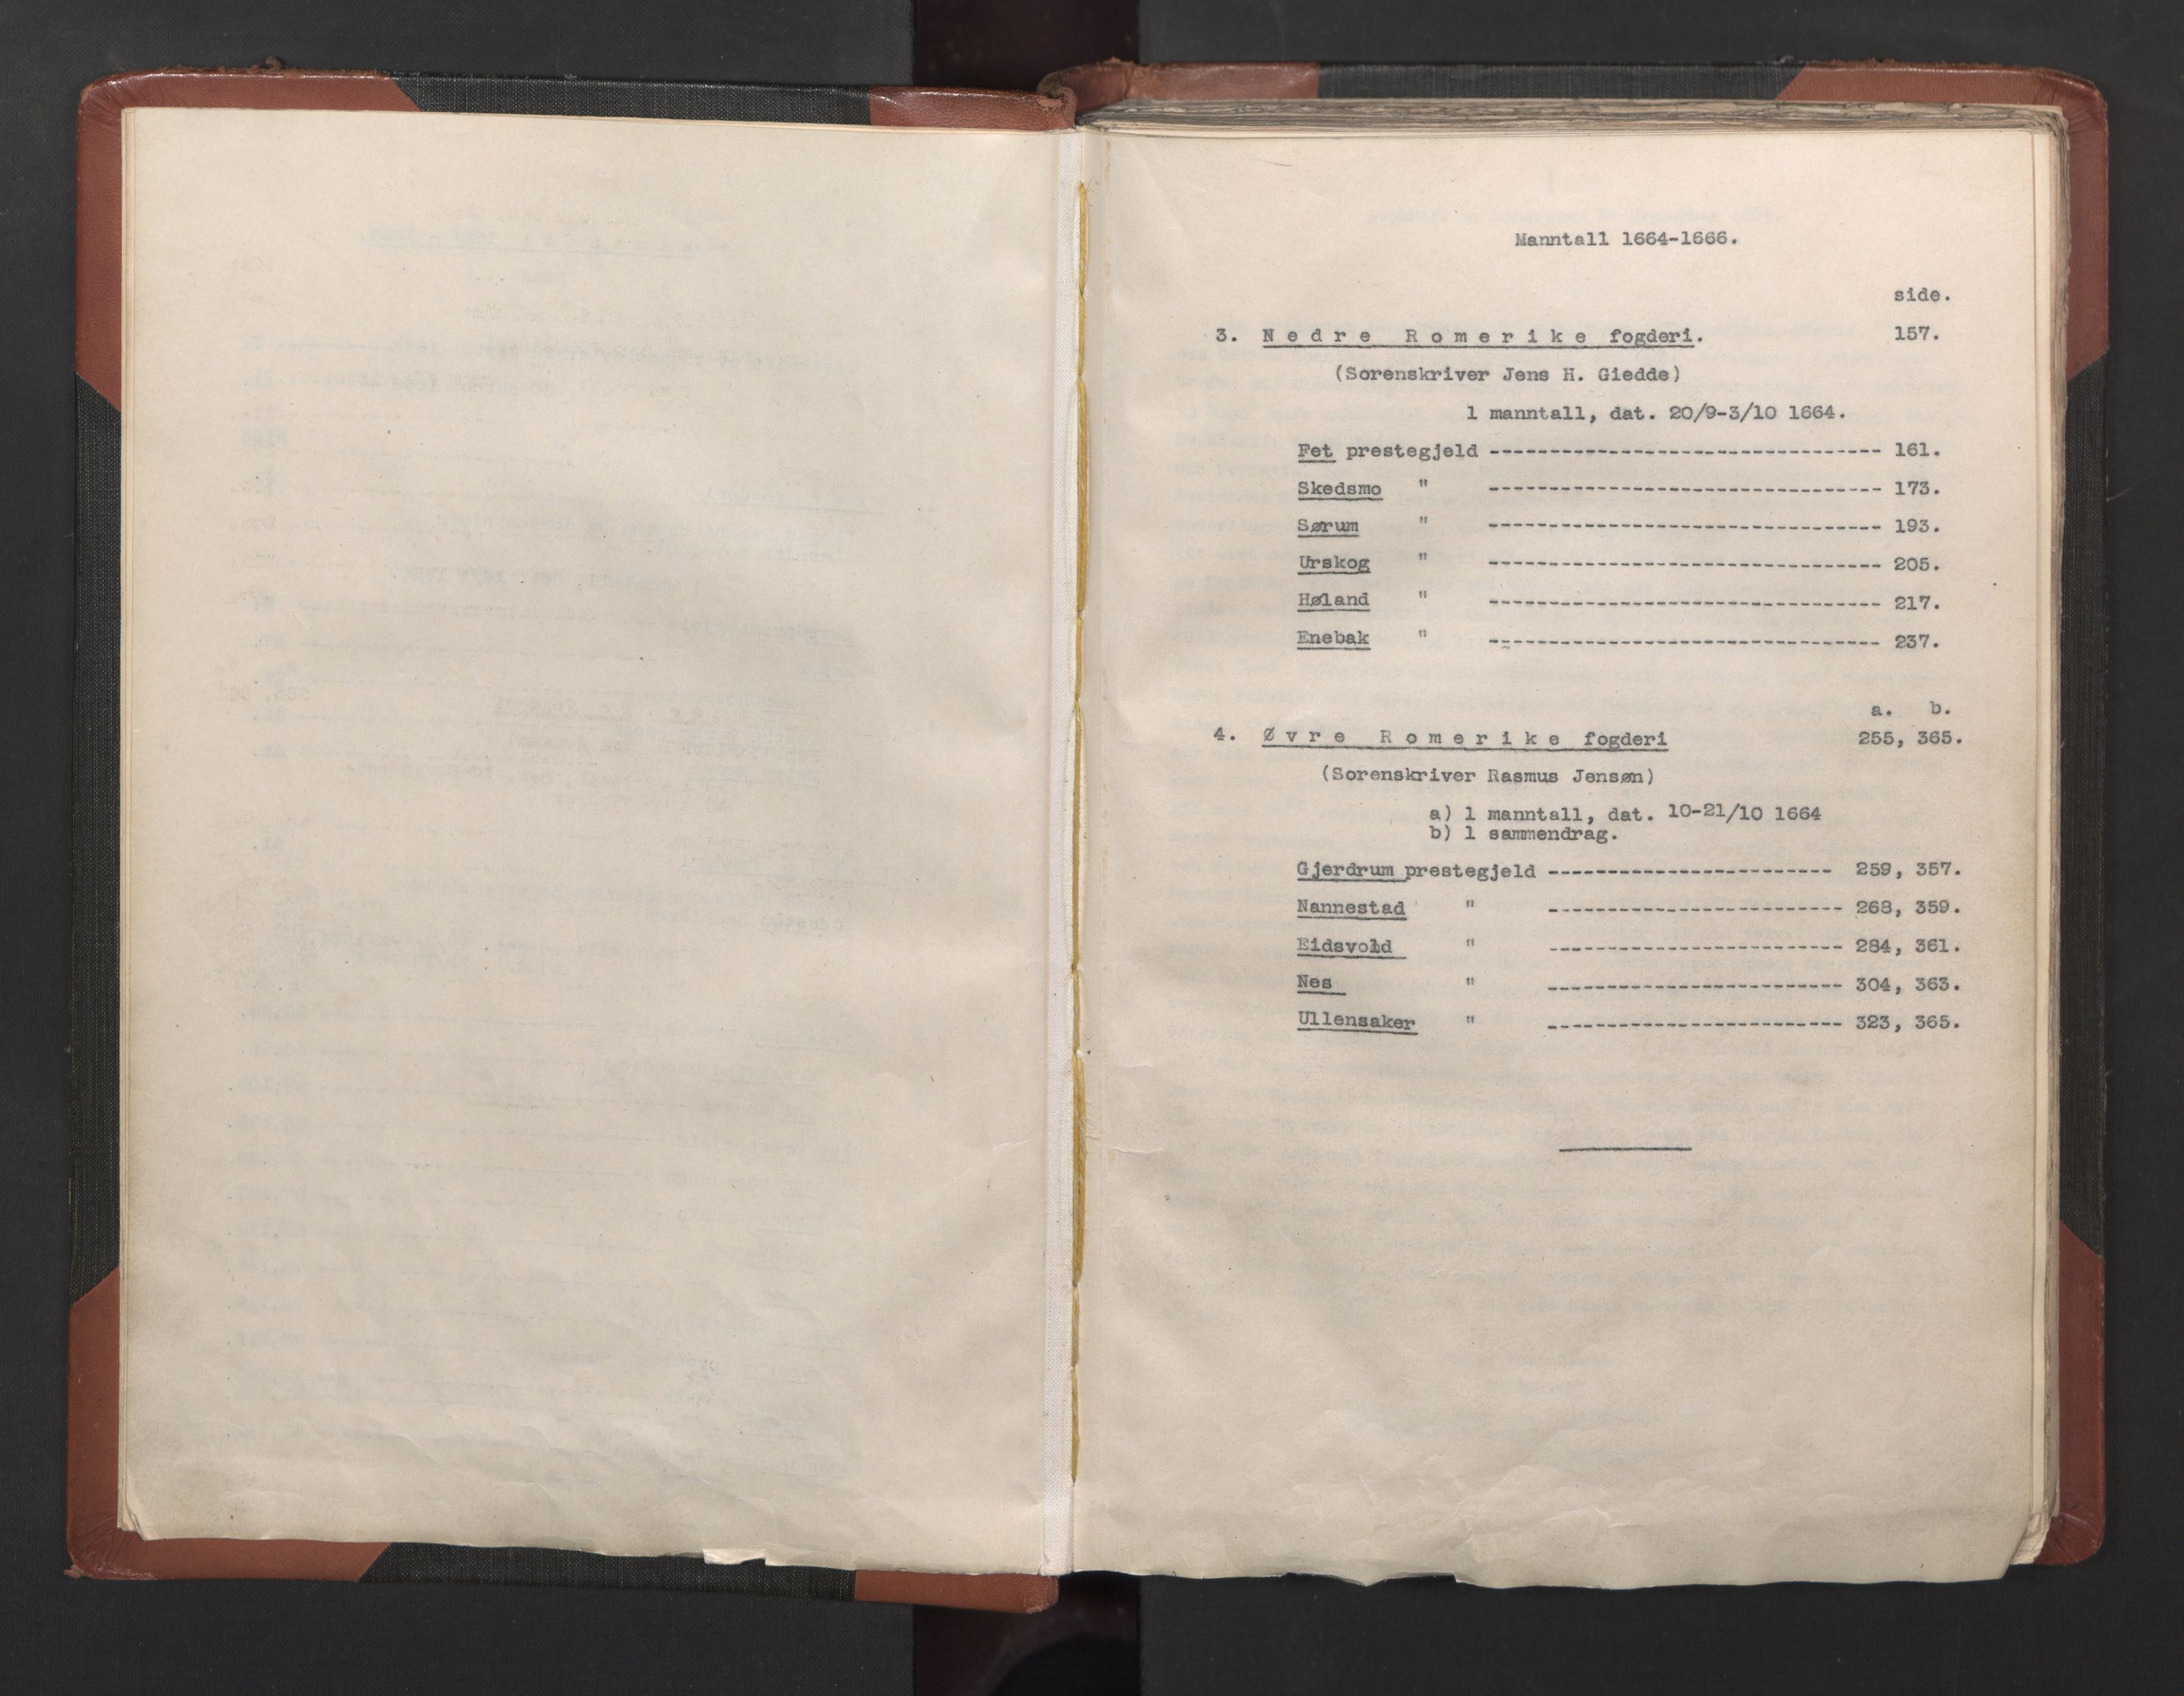 Manntall 1664-1666.
side.
3. Nedre Romerike fogderi. 157.
(Sorenskriver Jens H. Giedde)
1 manntall, dat. 20/9-3/10 1664.
Fet prestegjeld -------------------------------- 161.
Skedsmo " -------------------------------- 173.
Sørum " -------------------------------- 193.
Urskog " -------------------------------- 205.
Høland " -------------------------------- 217.
Enebak " -------------------------------- 237.
a. b.
4. Øvre Romerike fogderi 255, 365.
(Sorenskriver Rasmus Jensøn)
a) 1 manntall, dat. 10-21/10 1664
b) 1 sammendrag.
Gjerdrum prestegjeld ----------------------- 259, 357.
Nannestad " ------------------------ 268, 359.
Eidsvold " ------------------------ 284, 361.
Nes " ------------------------ 304, 363.
Ullensaker " ------------------------ 323, 365.